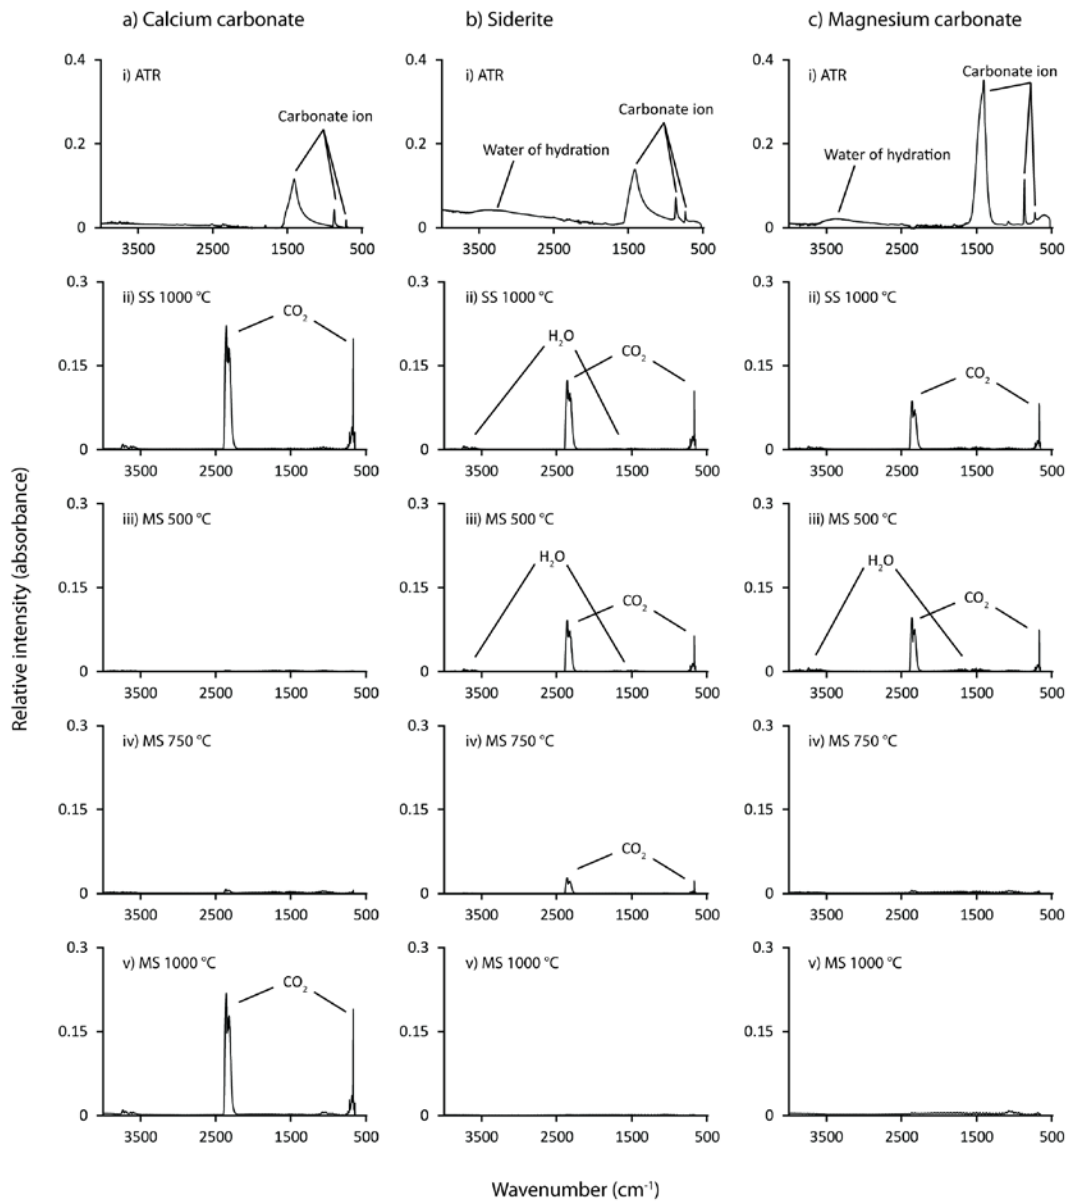 a) Calcium carbonate
b) Siderite
c) Magnesium carbonate
0.4
i) ATR
Carbonate ion
0.2
0
3500 2500 1500 500
0.4
i) ATR
Carbonate ion
Water of hydration
0.2
0
3500 2500 1500 500
0.4
i) ATR
Carbonate ion
Water of hydration
0.2
0
3500 2500 1500 500
0.3
ii) SS 1000 °C
CO2
0.15
0
3500 2500 1500 500
0.3
ii) SS 1000 °C
H2O
CO2
0.15
0
3500 2500 1500 500
0.3
ii) SS 1000 °C
CO2
0.15
0
3500 2500 1500 500
0.3
iii) MS 500 °C
0.15
0
3500 2500 1500 500
0.3
iii) MS 500 °C
H2O
CO2
0.15
0
3500 2500 1500 500
0.3
iii) MS 500 °C
H2O
CO2
0.15
0
3500 2500 1500 500
0.3
iv) MS 750 °C
0.15
0
3500 2500 1500 500
0.3
iv) MS 750 °C
CO2
0.15
0
3500 2500 1500 500
0.3
iv) MS 750 °C
0.15
0
3500 2500 1500 500
0.3
v) MS 1000 °C
CO2
0.15
0
3500 2500 1500 500
0.3
v) MS 1000 °C
0.15
0
3500 2500 1500 500
0.3
v) MS 1000 °C
0.15
0
3500 2500 1500 500
Relative intensity (absorbance)
Wavenumber (cm-1)